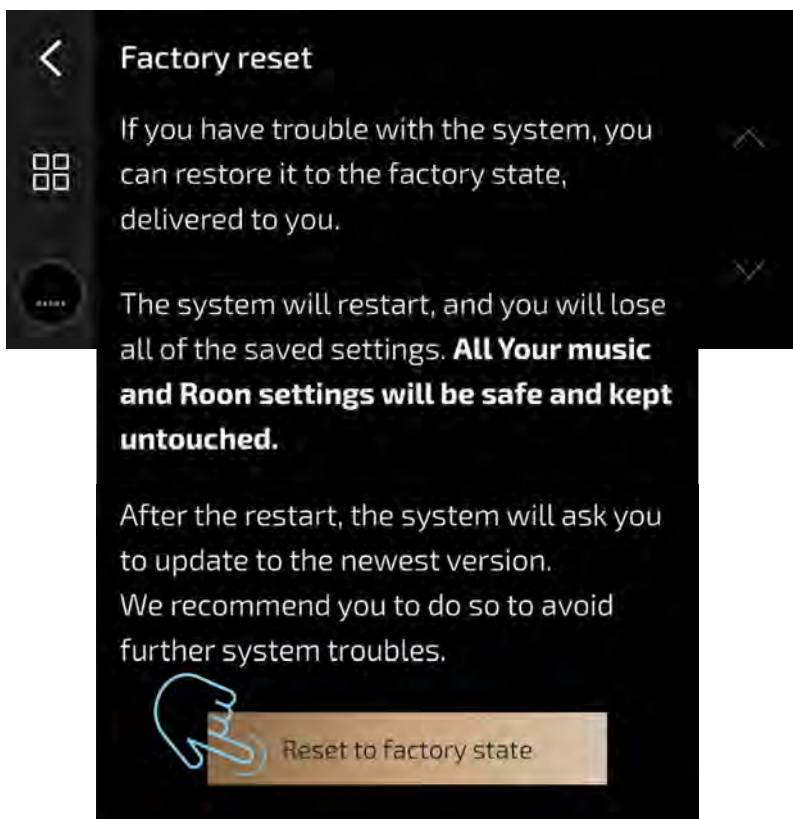 Factory reset
If you have trouble with the system, you
can restore it to the factory state,
delivered to you.
The system will restart, and you will lose
all of the saved settings. All Your music
and Roon settings will be safe and kept
untouched.
After the restart, the system will ask you
to update to the newest version.
We recommend you to do so to avoid
further system troubles.
Reset to factory state